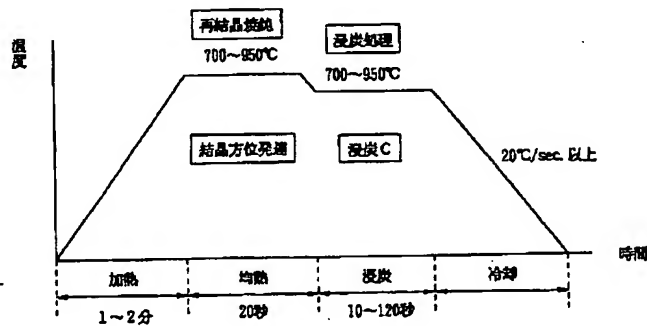 再結晶焼鈍
浸炭処理
温度
700〜950℃
700〜950℃
結晶方位発達
浸炭C
20℃/sec. 以上
時間
加熱
均熱
浸炭
冷却
1〜2分
20秒
10〜120秒